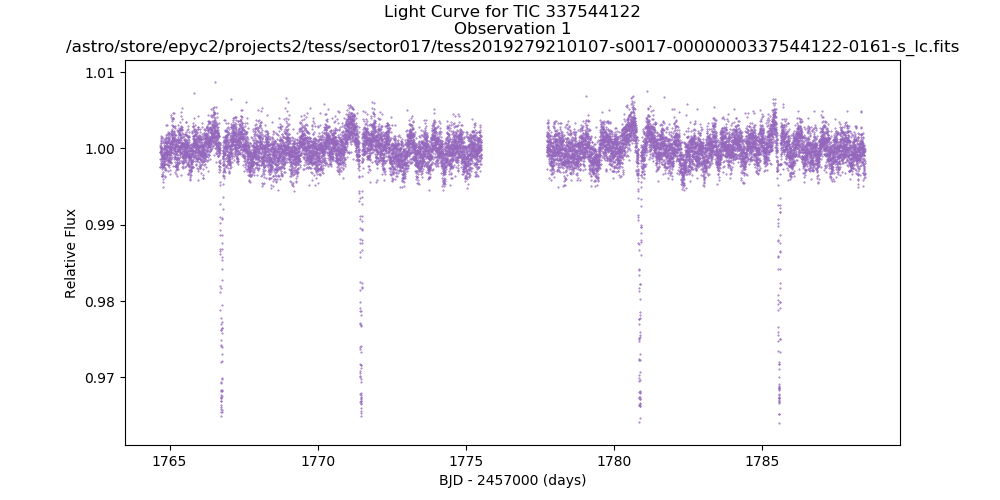 Light Curve for TIC 337544122
Observation 1
/astro/store/epyc2/projects2/tess/sector017/tess2019279210107-s0017-0000000337544122-0161-s_lc.fits
1.01
1.00
0.99
0.98
0.97
Relative Flux
1765
1770
1775
1780
1785
BJD - 2457000 (days)